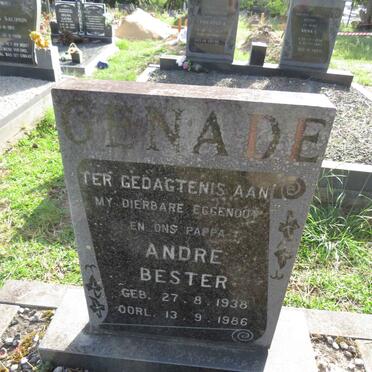 GENADE
TER GEDAGTENIS AAN
MY DIERBARE EGGENOOT
EN ONS PAPPA
ANDRE
BESTER
GEB. 27. 8. 1938
OORL. 13. 9. 1986